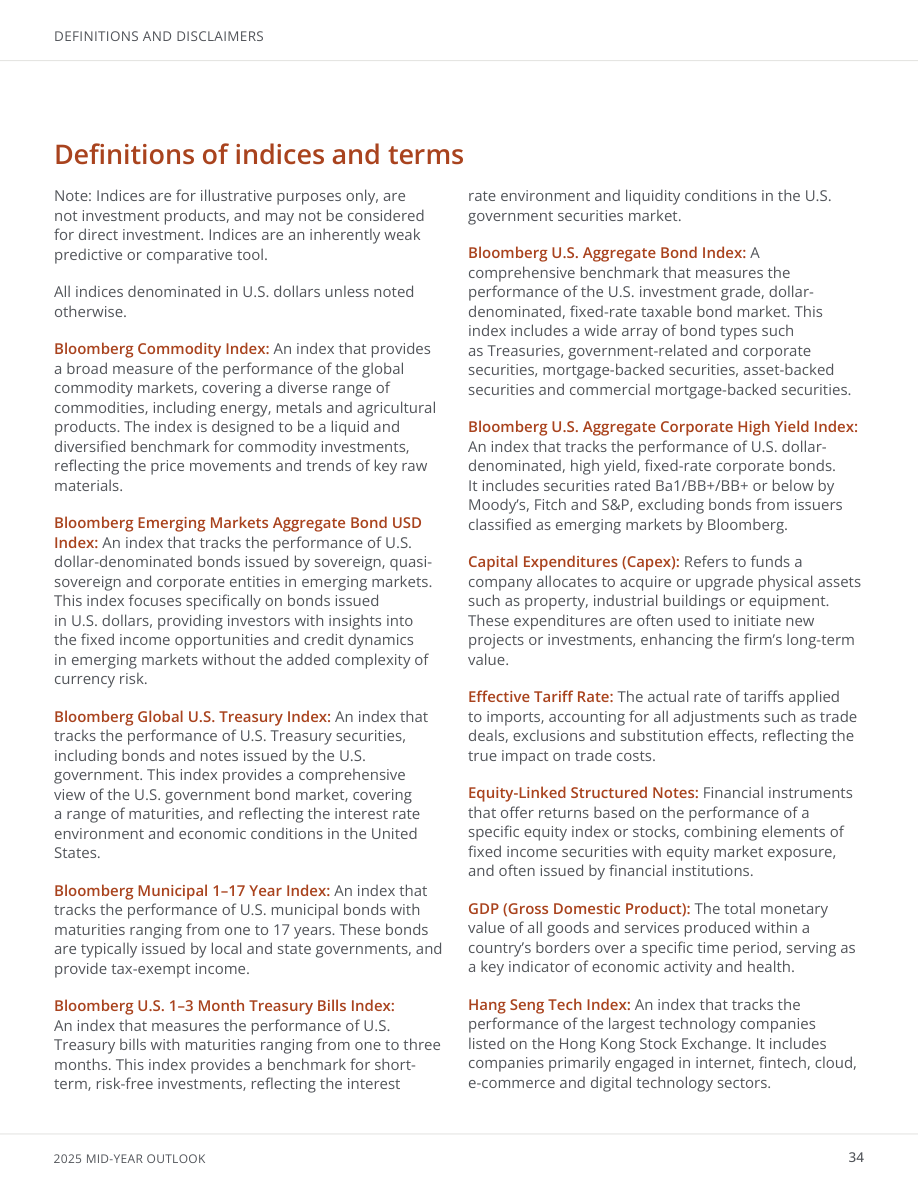 DEFINITIONS AND DISCLAIMERS
Definitions of indices and terms
Note: Indices are for illustrative purposes only, are
not investment products, and may not be considered
for direct investment. Indices are an inherently weak
predictive or comparative tool.
All indices denominated in U.S. dollars unless noted
otherwise.
Bloomberg Commodity Index: An index that provides
a broad measure of the performance of the global
commodity markets, covering a diverse range of
commodities, including energy, metals and agricultural
products. The index is designed to be a liquid and
diversified benchmark for commodity investments,
reflecting the price movements and trends of key raw
materials.
Bloomberg Emerging Markets Aggregate Bond USD
Index: An index that tracks the performance of U.S.
dollar-denominated bonds issued by sovereign, quasi-
sovereign and corporate entities in emerging markets.
This index focuses specifically on bonds issued
in U.S. dollars, providing investors with insights into
the fixed income opportunities and credit dynamics
in emerging markets without the added complexity of
currency risk.
Bloomberg Global U.S. Treasury Index: An index that
tracks the performance of U.S. Treasury securities,
including bonds and notes issued by the U.S.
government. This index provides a comprehensive
view of the U.S. government bond market, covering
a range of maturities, and reflecting the interest rate
environment and economic conditions in the United
States.
Bloomberg Municipal 1–17 Year Index: An index that
tracks the performance of U.S. municipal bonds with
maturities ranging from one to 17 years. These bonds
are typically issued by local and state governments, and
provide tax-exempt income.
Bloomberg U.S. 1–3 Month Treasury Bills Index:
An index that measures the performance of U.S.
Treasury bills with maturities ranging from one to three
months. This index provides a benchmark for short-
term, risk-free investments, reflecting the interest
rate environment and liquidity conditions in the U.S.
government securities market.
Bloomberg U.S. Aggregate Bond Index: A
comprehensive benchmark that measures the
performance of the U.S. investment grade, dollar-
denominated, fixed-rate taxable bond market. This
index includes a wide array of bond types such
as Treasuries, government-related and corporate
securities, mortgage-backed securities, asset-backed
securities and commercial mortgage-backed securities.
Bloomberg U.S. Aggregate Corporate High Yield Index:
An index that tracks the performance of U.S. dollar-
denominated, high yield, fixed-rate corporate bonds.
It includes securities rated Ba1/BB+/BB+ or below by
Moody’s, Fitch and S&P, excluding bonds from issuers
classified as emerging markets by Bloomberg.
Capital Expenditures (Capex): Refers to funds a
company allocates to acquire or upgrade physical assets
such as property, industrial buildings or equipment.
These expenditures are often used to initiate new
projects or investments, enhancing the firm’s long-term
value.
Effective Tariff Rate: The actual rate of tariffs applied
to imports, accounting for all adjustments such as trade
deals, exclusions and substitution effects, reflecting the
true impact on trade costs.
Equity-Linked Structured Notes: Financial instruments
that offer returns based on the performance of a
specific equity index or stocks, combining elements of
fixed income securities with equity market exposure,
and often issued by financial institutions.
GDP (Gross Domestic Product): The total monetary
value of all goods and services produced within a
country’s borders over a specific time period, serving as
a key indicator of economic activity and health.
Hang Seng Tech Index: An index that tracks the
performance of the largest technology companies
listed on the Hong Kong Stock Exchange. It includes
companies primarily engaged in internet, fintech, cloud,
e-commerce and digital technology sectors.
2025 MID-YEAR OUTLOOK
34